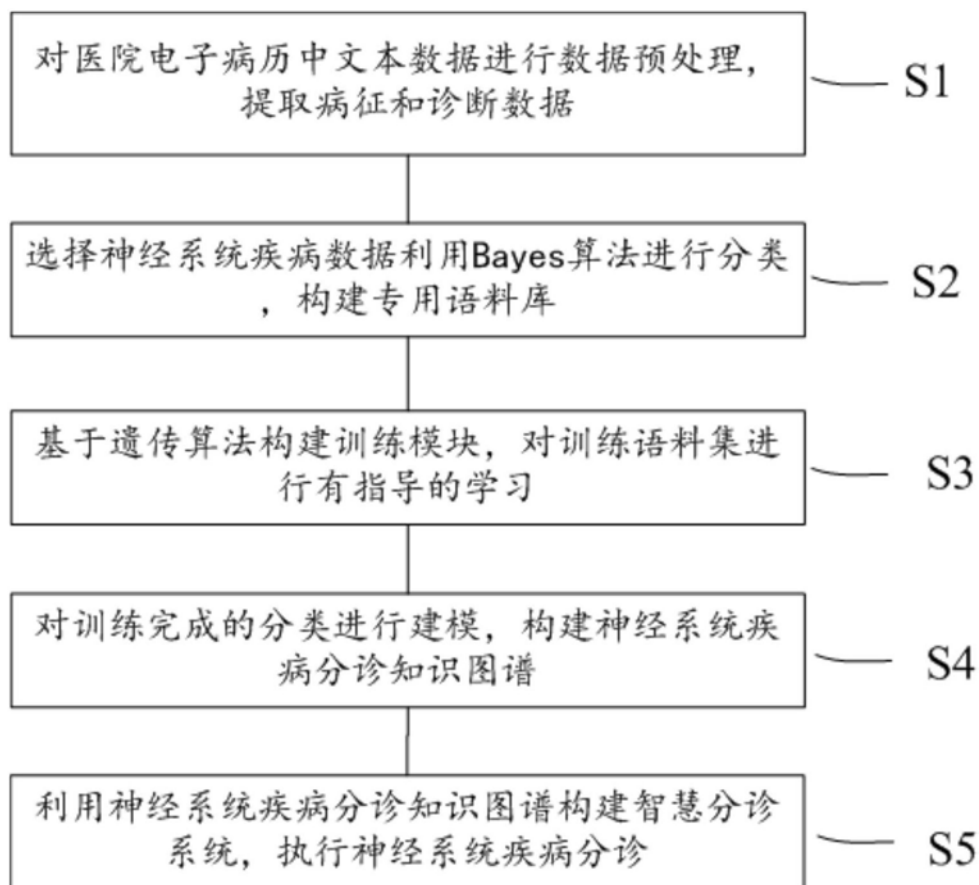 对医院电子病历中文本数据进行数据预处理，
提取病征和诊断数据
S1
选择神经系统疾病数据利用Bayes算法进行分类
，构建专用语料库
S2
基于遗传算法构建训练模块，对训练语料集进
行有指导的学习
S3
对训练完成的分类进行建模，构建神经系统疾
病分诊知识图谱
S4
利用神经系统疾病分诊知识图谱构建智慧分诊
系统，执行神经系统疾病分诊
S5